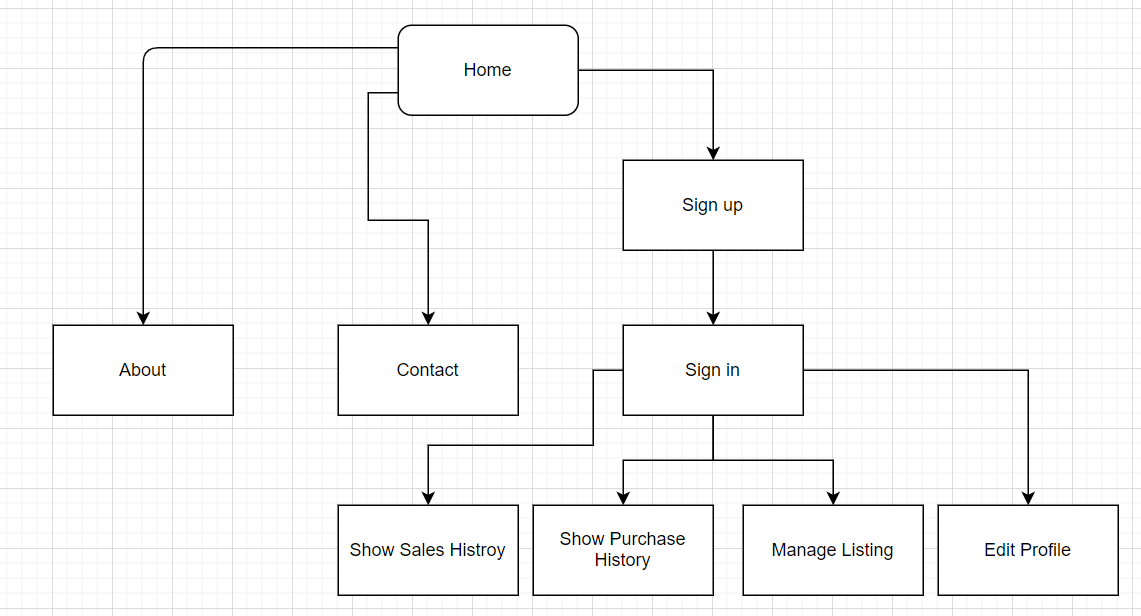 Home
Sign up
About
Contact
Sign in
Show Sales Histroy
Show Purchase
History
Manage Listing
Edit Profile